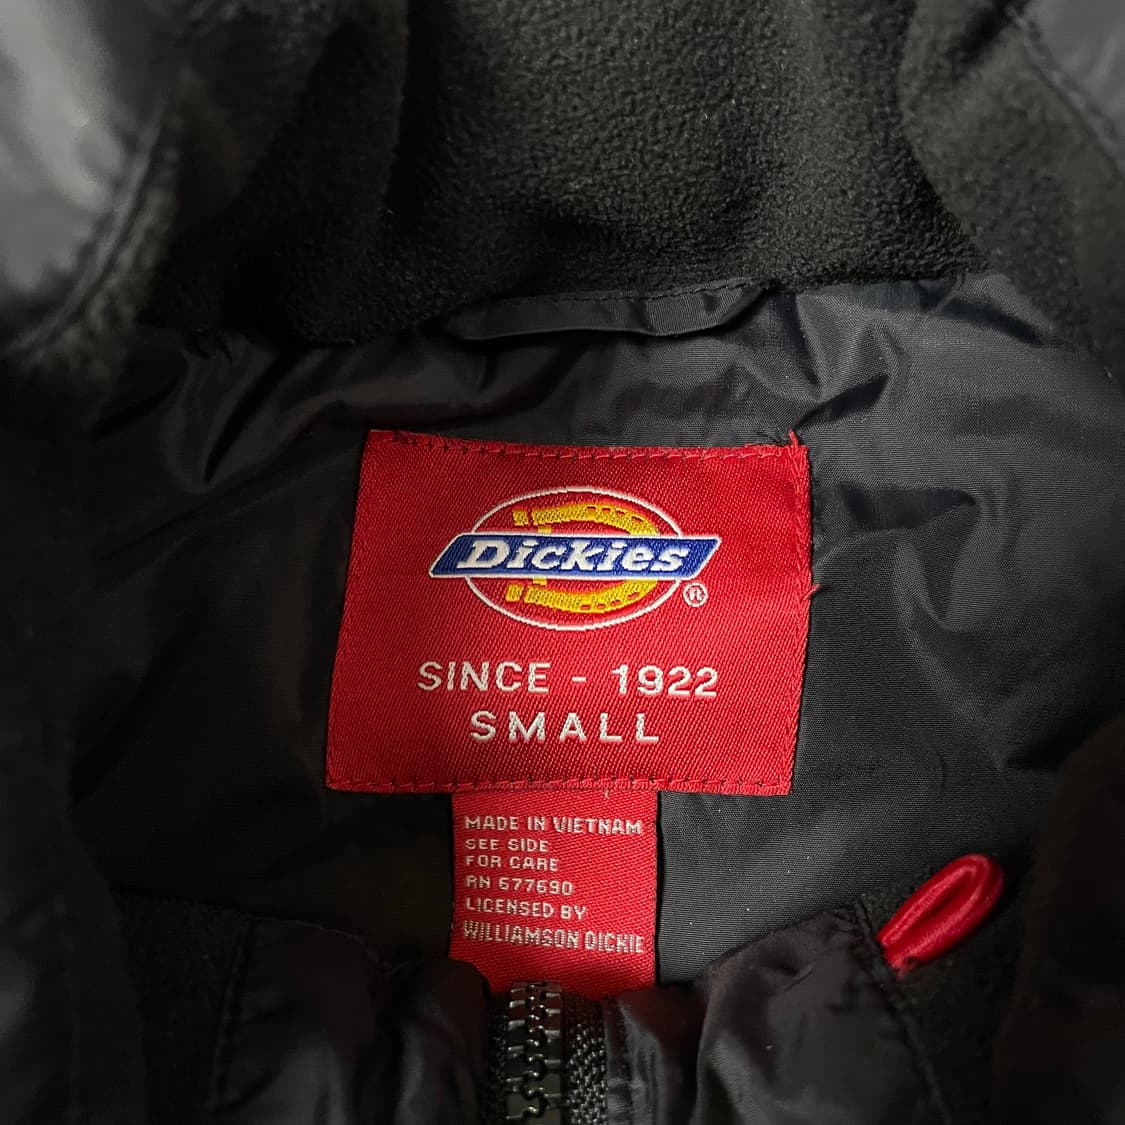 Dickies®
SINCE - 1922
SMALL
MADE IN VIETNAM
SEE SIDE
FOR CARE
RN 677690
LICENSED BY
WILLIAMSON DICKIE